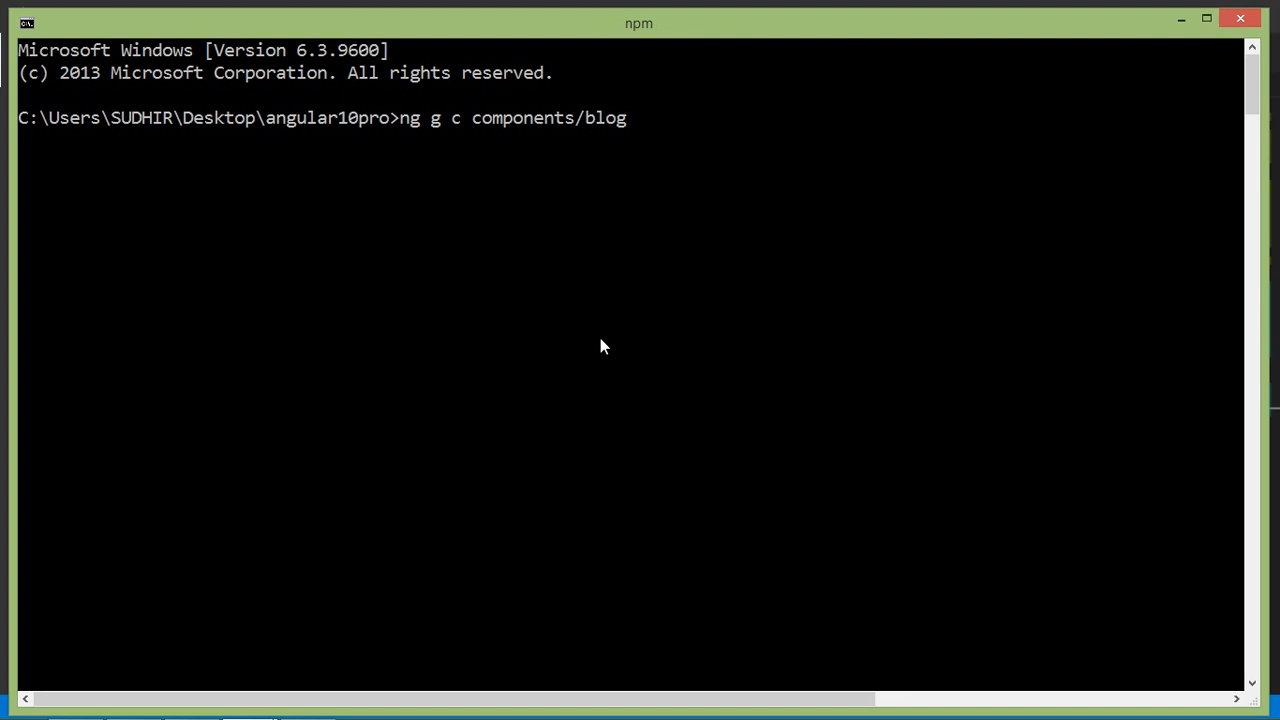 npm
Microsoft Windows [Version 6.3.9600]
(c) 2013 Microsoft Corporation. All rights reserved.
C:\Users\SUDHIR\Desktop\angular10pro>ng g c components/blog